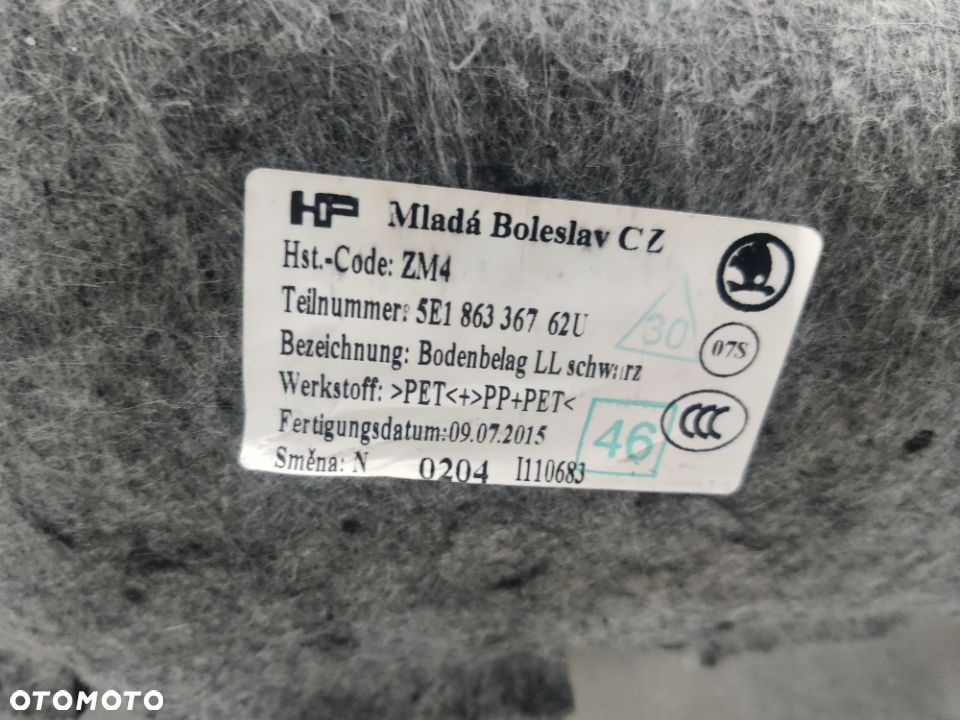 HP Mladá Boleslav CZ
Hst.-Code: ZM4
Teilnummer: 5E1 863 367 62U
30
07S
Bezeichnung: Bodenbelag LL schwarz
Werkstoff: >PET<+>PP+PET<
CCC
Fertigungsdatum:09.07.2015
46
Směna: N 0204 I110683
OTOMOTO